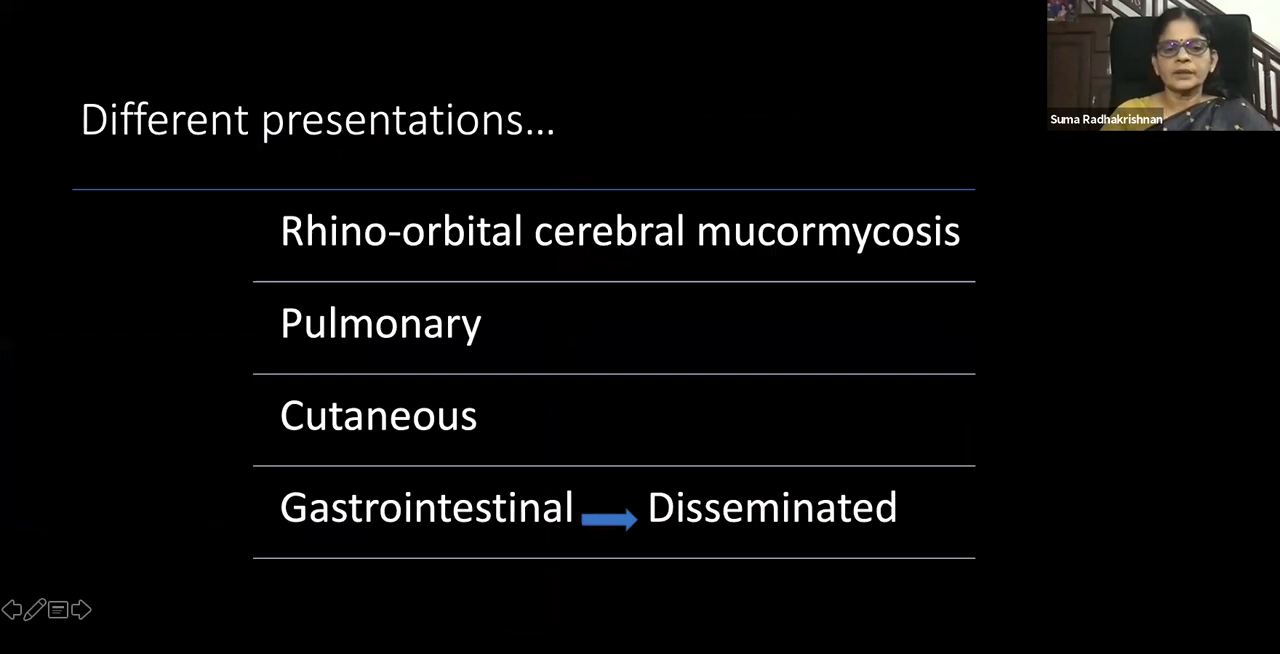 Suma Radhakrishnan
Different presentations...
Rhino-orbital cerebral mucormycosis
Pulmonary
Cutaneous
Gastrointestinal Disseminated